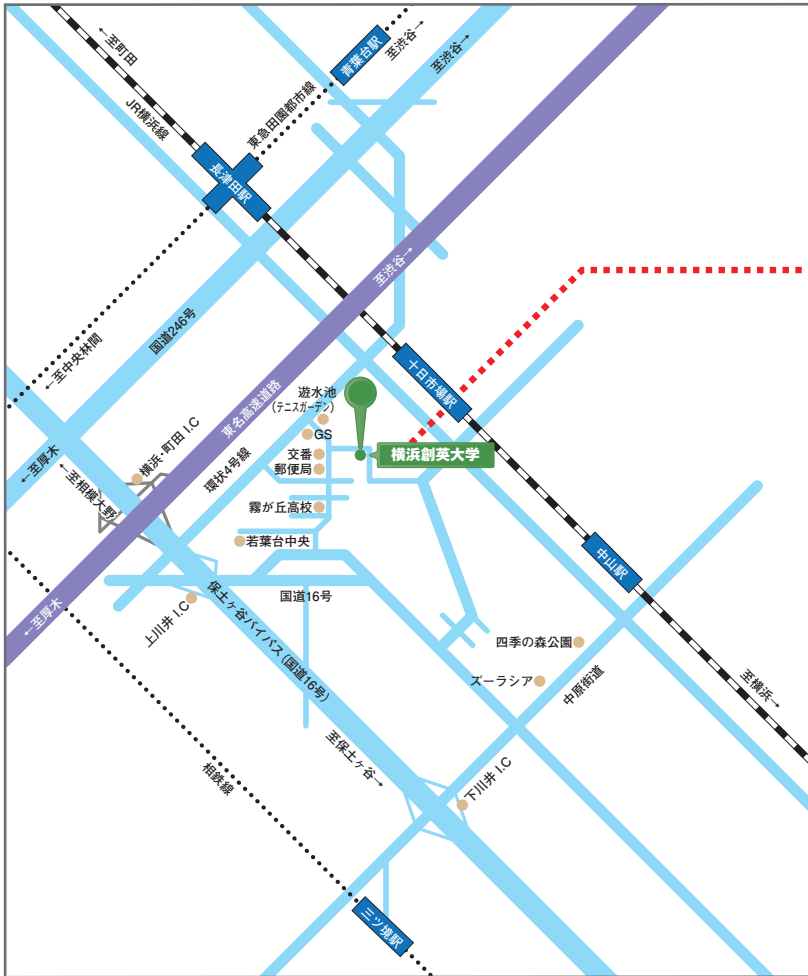 ←至町田
JR横浜線
青葉台駅
至渋谷→
至渋谷→
東急田園都市線
長津田駅
至渋谷→
国道246号
←至中央林間
東名高速道路
十日市場駅
遊水池
(テニスガーデン)
GS
交番
郵便局
横浜創英大学
環状4号線
←至厚木
横浜・町田 I.C
←至相模大野
霧が丘高校
若葉台中央
中山駅
国道16号
上川井 I.C
←至厚木
保土ヶ谷バイパス(国道16号)
四季の森公園
ズーラシア
中原街道
至横浜→
至保土ヶ谷→
相鉄線
下川井 I.C
三ツ境駅